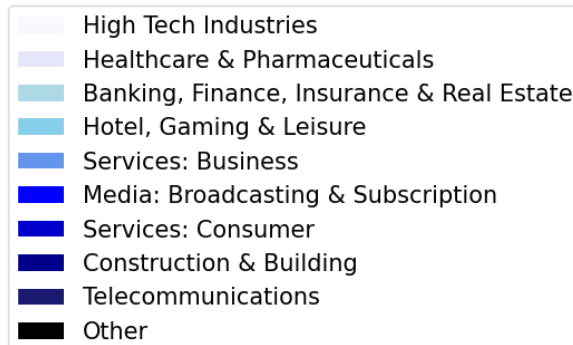 High Tech Industries
Healthcare & Pharmaceuticals
Banking, Finance, Insurance & Real Estate
Hotel, Gaming & Leisure
Services: Business
Media: Broadcasting & Subscription
Services: Consumer
Construction & Building
Telecommunications
Other